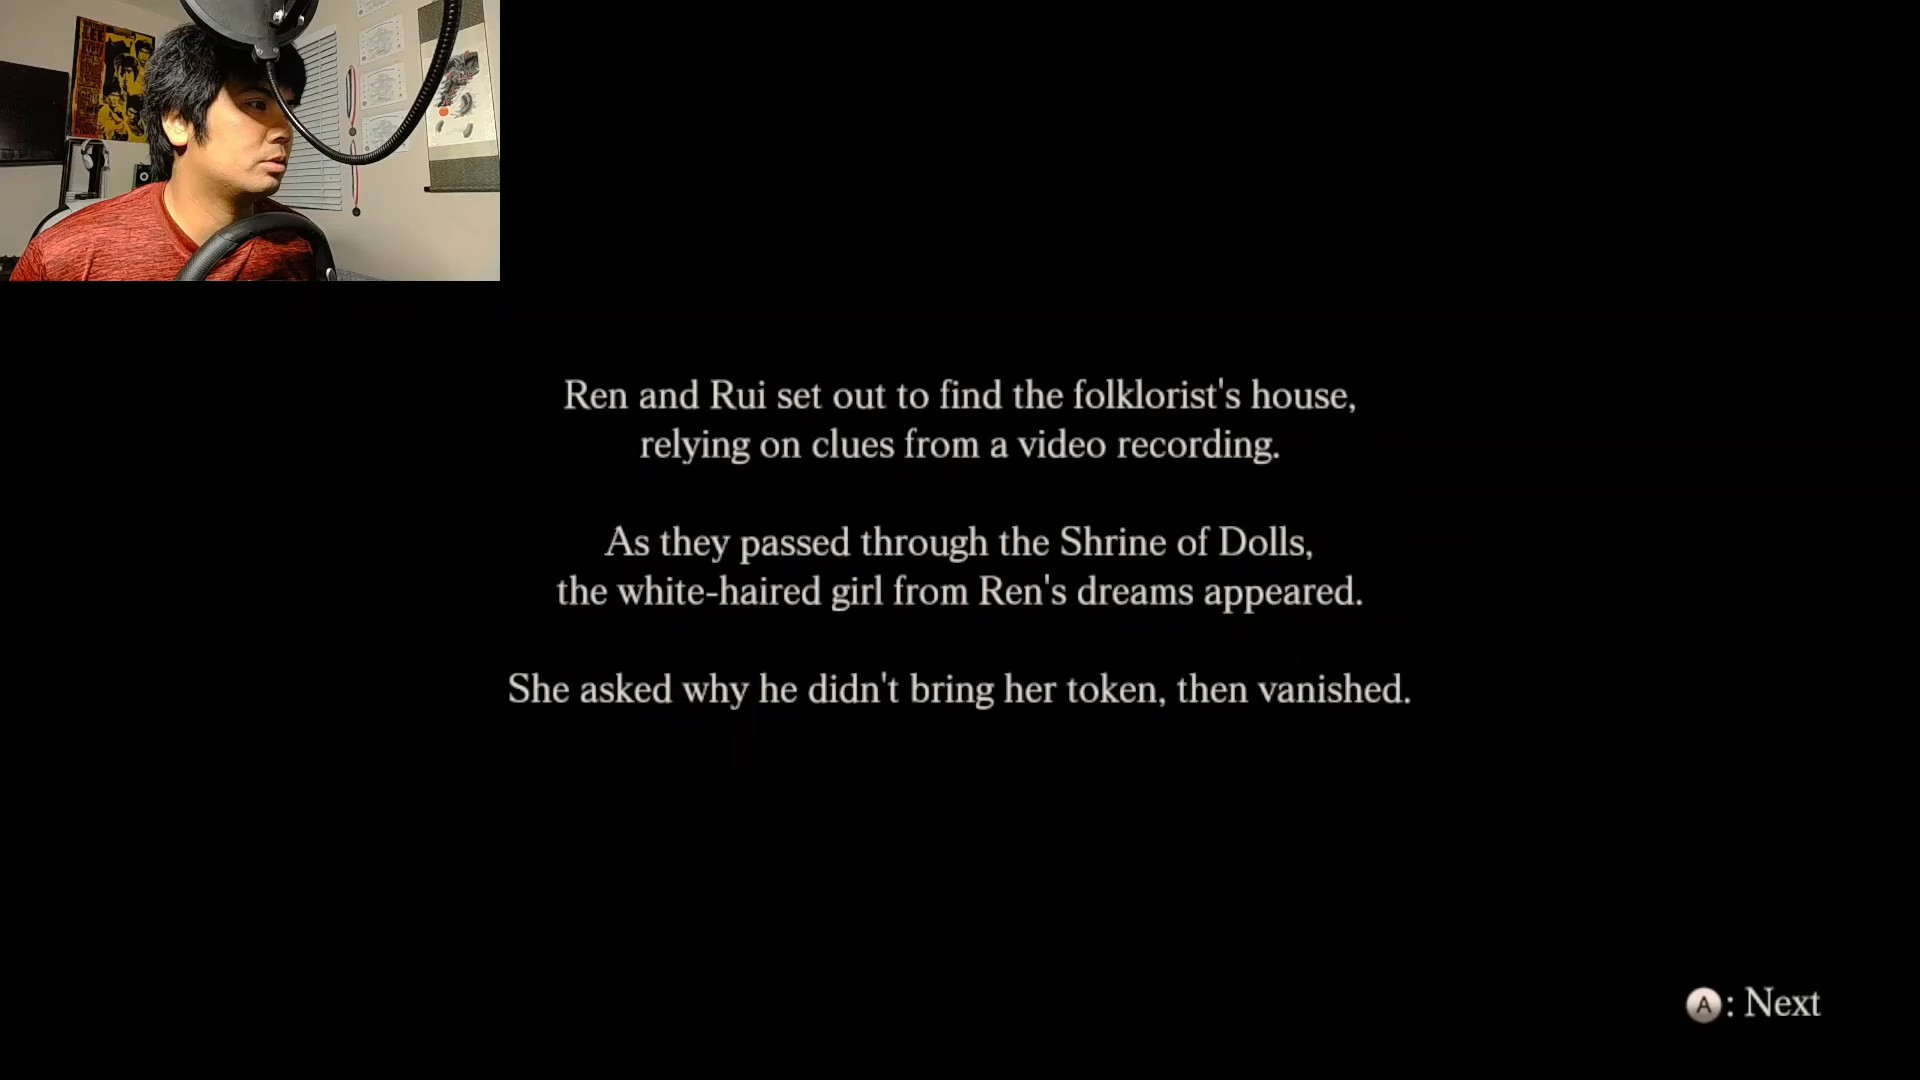 LEE
Ren and Rui set out to find the folklorist's house,
relying on clues from a video recording.
As they passed through the Shrine of Dolls,
the white-haired girl from Ren's dreams appeared.
She asked why he didn't bring her token, then vanished.
A: Next